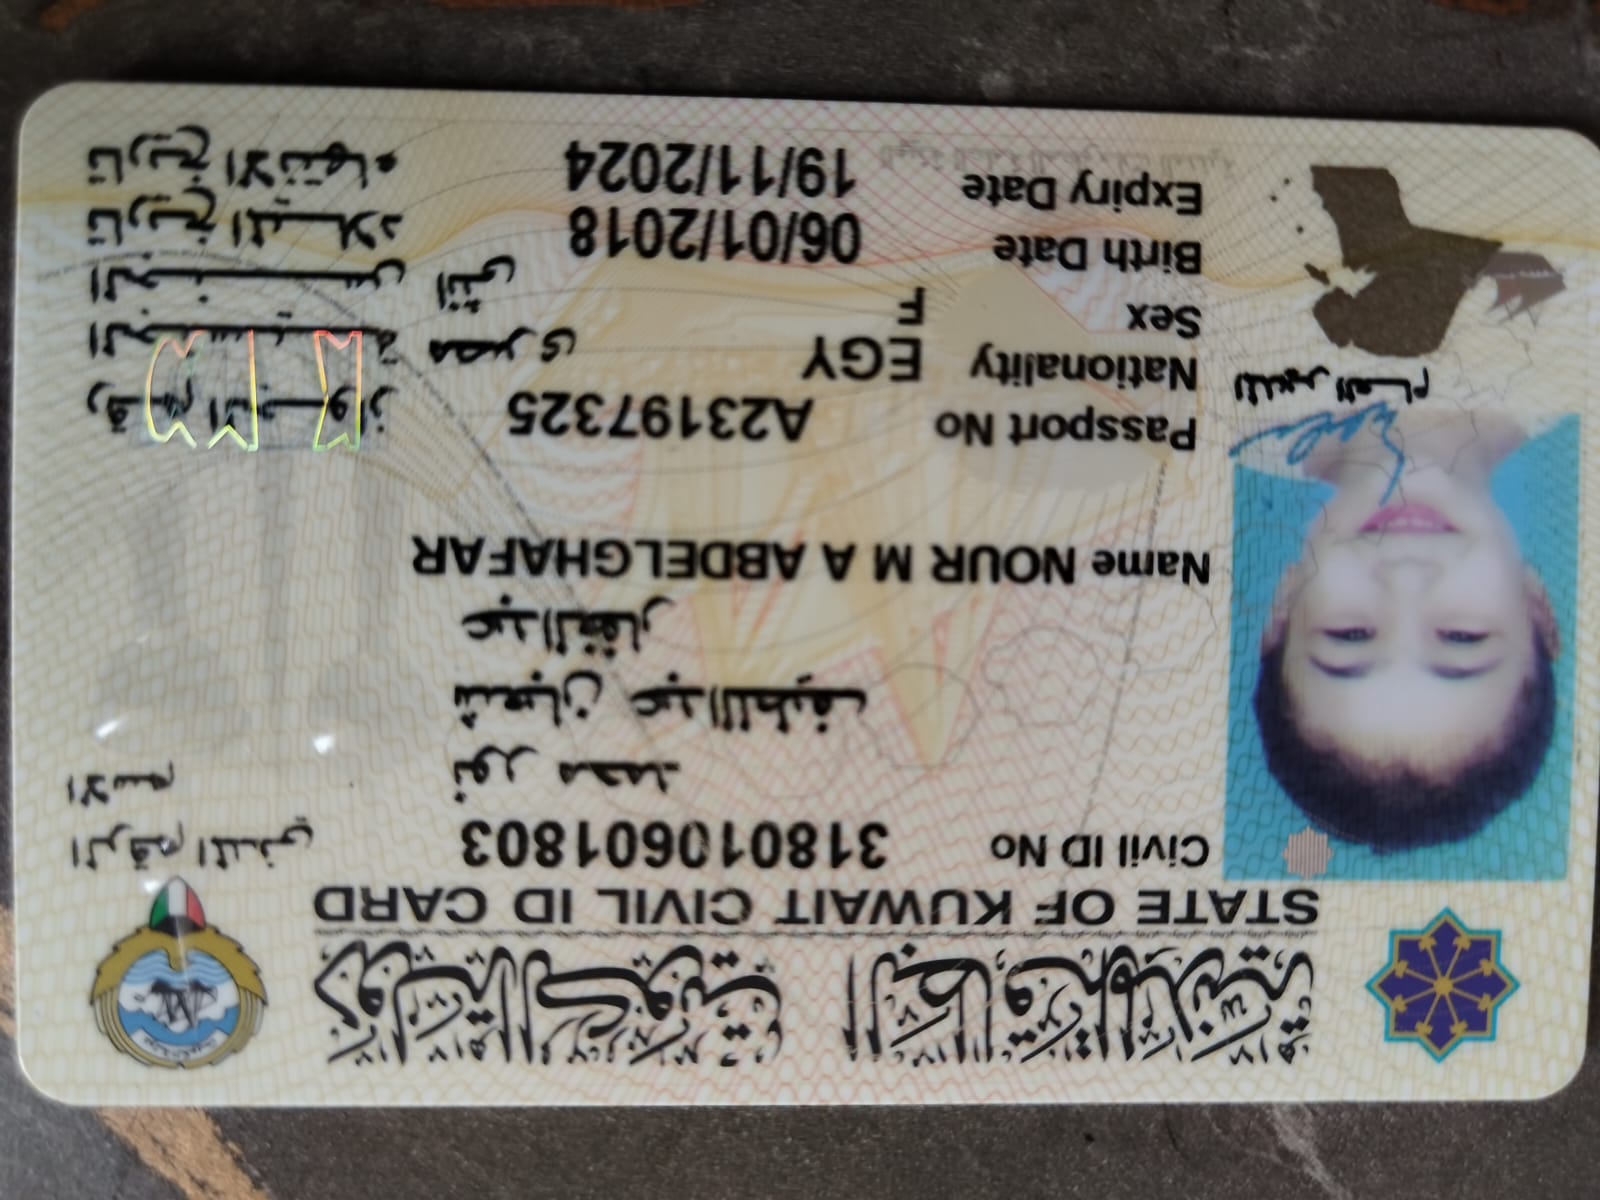 دولة الكويت البطاقة المدنية
STATE OF KUWAIT CIVIL ID CARD
Civil ID No 318010601803 الرقم المدني
الاسم نور محمد
شعبان عبداللطيف
عبدالغفار
Name NOUR M A ABDELGHAFAR
Passport No A23197325 رقم الجواز
المدير العام
Nationality EGY مصرى الجنسية
Sex F انثى الجنس
Birth Date 06/01/2018 تاريخ الميلاد
Expiry Date 19/11/2024 تاريخ الانتهاء